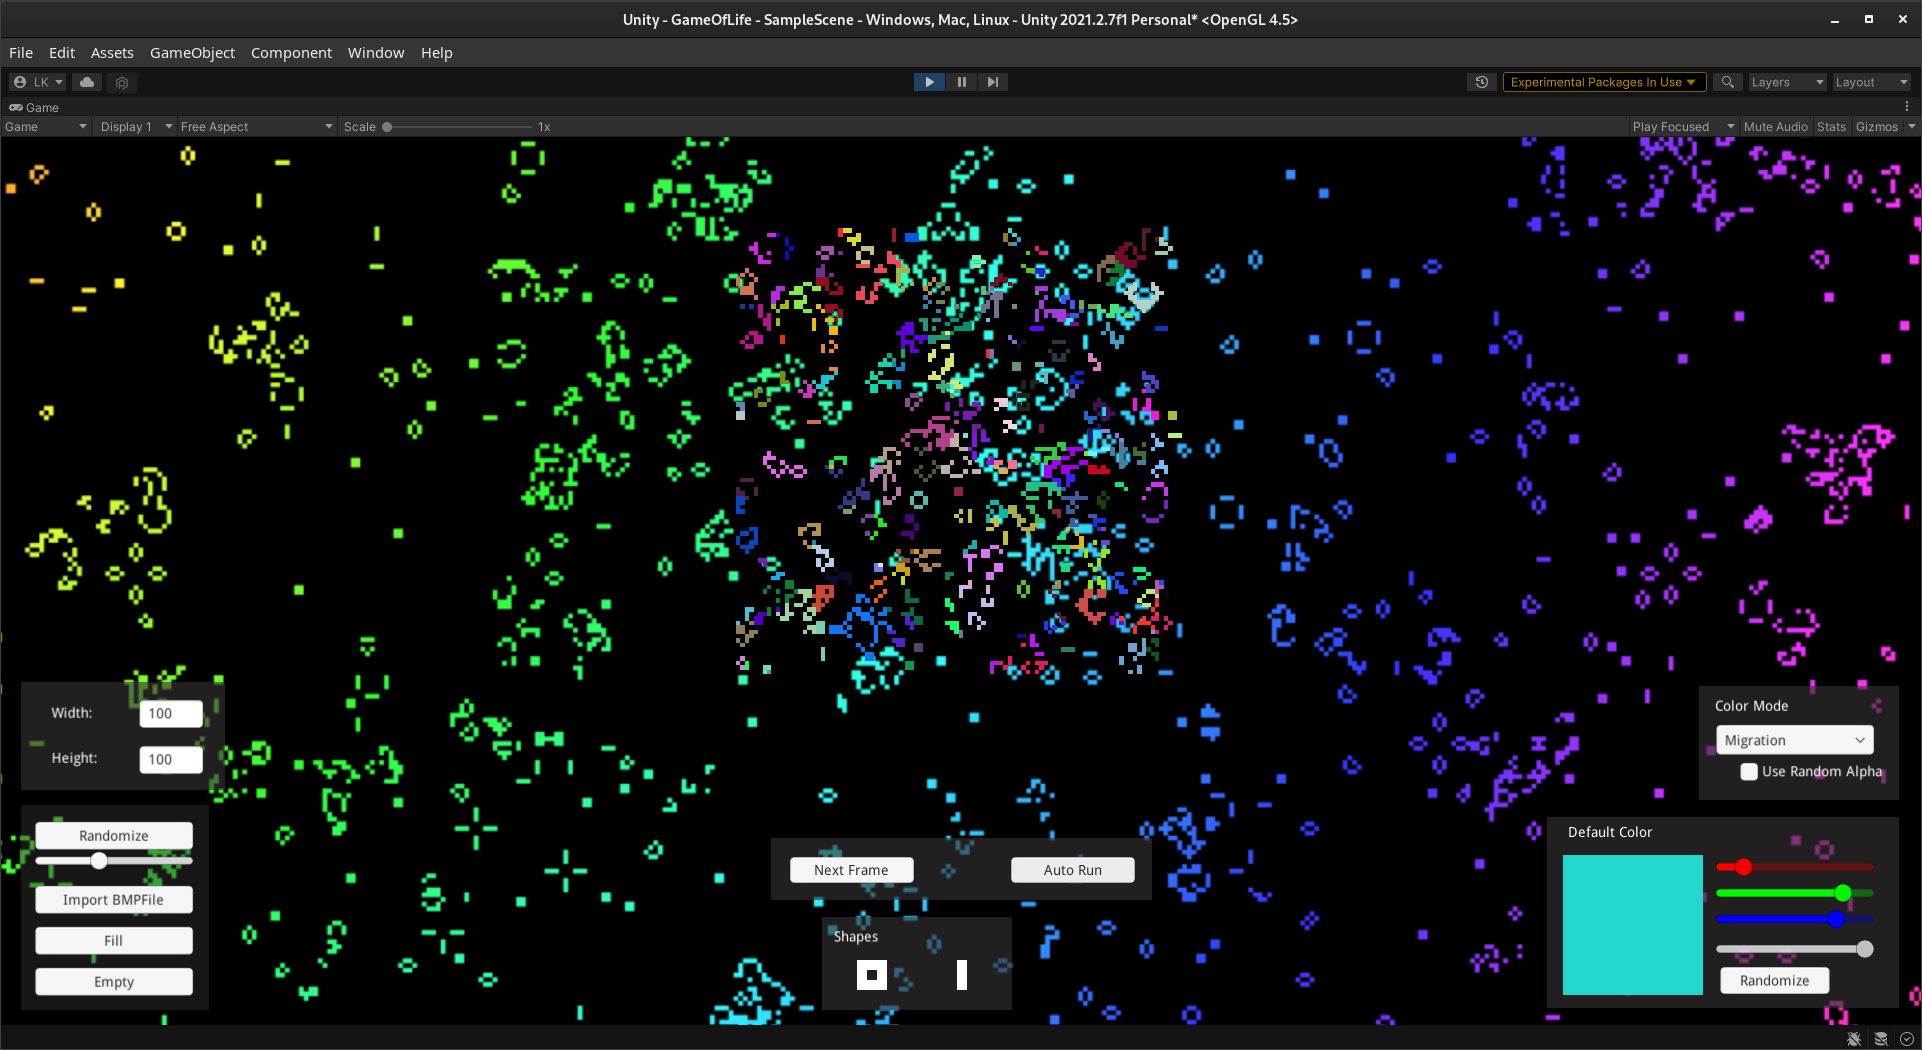 Unity - GameOfLife - SampleScene - Windows, Mac, Linux - Unity 2021.2.7f1 Personal* <OpenGL 4.5>
File Edit Assets GameObject Component Window Help
LK Experimental Packages In Use Layers Layout
Game
Game Display 1 Free Aspect Scale 1x Play Focused Mute Audio Stats Gizmos
Width: 100
Height: 100
Randomize
Import BMPFile
Fill
Empty
Next Frame Auto Run
Shapes
Color Mode
Migration
Use Random Alpha
Default Color
Randomize